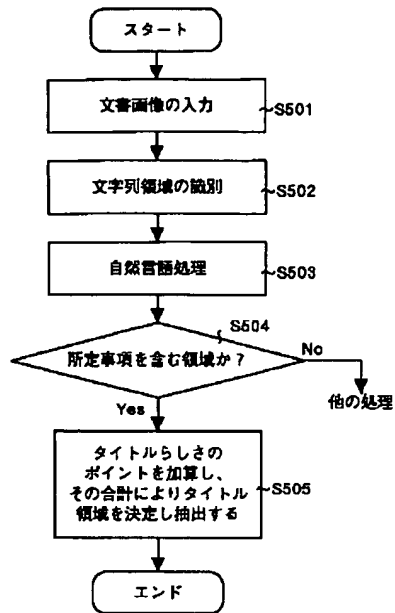 スタート
文書画像の入力
S501
文字列領域の識別
S502
自然言語処理
S503
S504
所定事項を含む領域か？
No
他の処理
Yes
タイトルらしさの
ポイントを加算し、
その合計によりタイトル
領域を決定し抽出する
S505
エンド